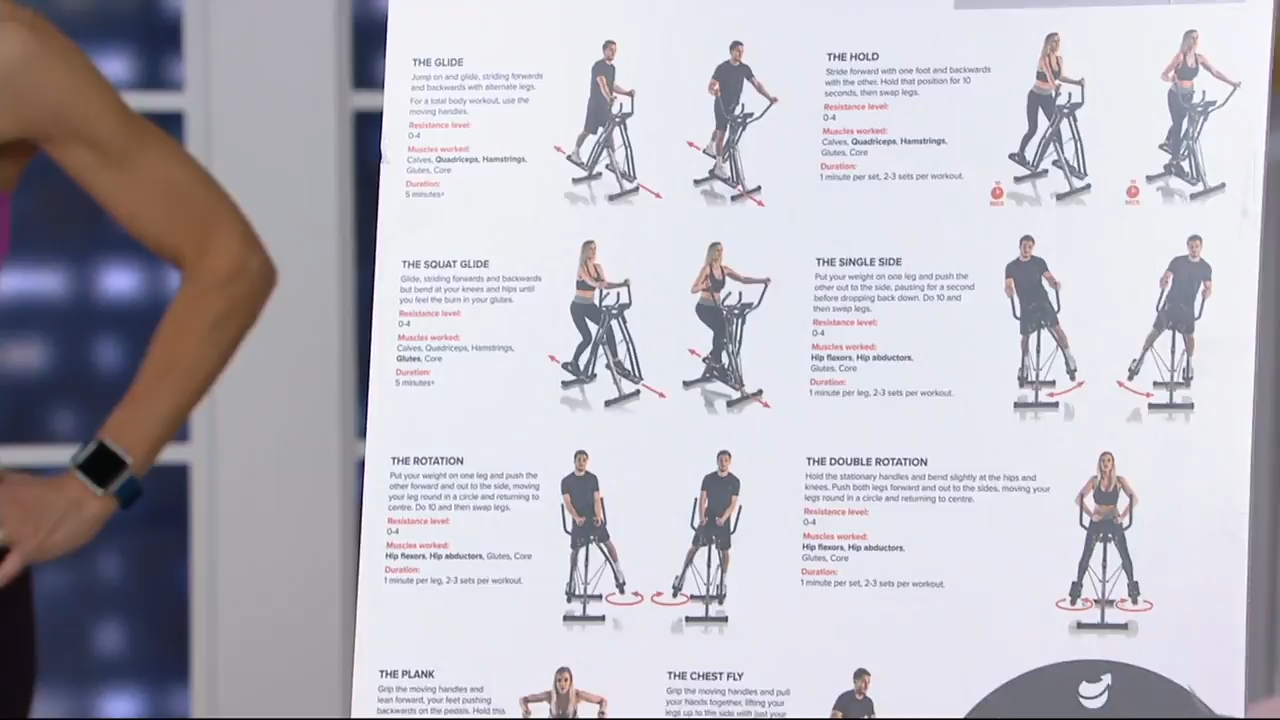 THE GLIDE
Jump on and glide, striding forwards
and backwards with alternate legs.
For a total body workout, use the
moving handles.
Resistance level:
0-4
Muscles worked:
Calves, Quadriceps, Hamstrings,
Glutes, Core
Duration:
5 minutes+
THE HOLD
Stride forward with one foot and backwards
with the other. Hold that position for 10
seconds, then swap legs.
Resistance level:
0-4
Muscles worked:
Calves, Quadriceps, Hamstrings,
Glutes, Core
Duration:
1 minute per set, 2-3 sets per workout.
10
SECS
10
SECS
THE SQUAT GLIDE
Glide, striding forwards and backwards
but bend at your knees and hips until
you feel the burn in your glutes.
Resistance level:
0-4
Muscles worked:
Calves, Quadriceps, Hamstrings,
Glutes, Core
Duration:
5 minutes+
THE SINGLE SIDE
Put your weight on one leg and push the
other out to the side, pausing for a second
before dropping back down. Do 10 and
then swap legs.
Resistance level:
0-4
Muscles worked:
Hip flexors, Hip abductors,
Glutes, Core
Duration:
1 minute per leg, 2-3 sets per workout.
THE ROTATION
Put your weight on one leg and push the
other forward and out to the side, moving
your leg round in a circle and returning to
centre. Do 10 and then swap legs.
Resistance level:
0-4
Muscles worked:
Hip flexors, Hip abductors, Glutes, Core
Duration:
1 minute per leg, 2-3 sets per workout.
THE DOUBLE ROTATION
Hold the stationary handles and bend slightly at the hips and
knees. Push both legs forward and out to the sides, moving your
legs round in a circle and returning to centre.
Resistance level:
0-4
Muscles worked:
Hip flexors, Hip abductors,
Glutes, Core
Duration:
1 minute per set, 2-3 sets per workout.
THE PLANK
Grip the moving handles and
lean forward, your feet pushing
backwards on the pedals. Hold this
THE CHEST FLY
Grip the moving handles and pull
your hands together, lifting your
legs up to the side with just your